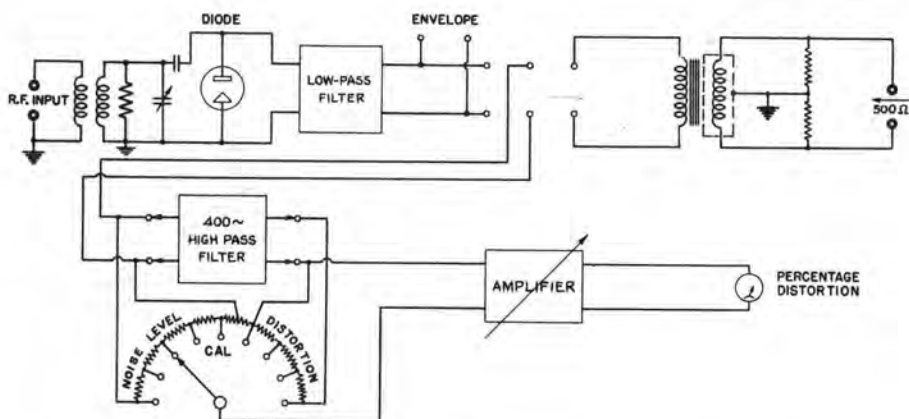 DIODE
ENVELOPE
R.F. INPUT
LOW-PASS
FILTER
500Ω
400~
HIGH PASS
FILTER
AMPLIFIER
PERCENTAGE
DISTORTION
NOISE LEVEL
CAL
DISTORTION